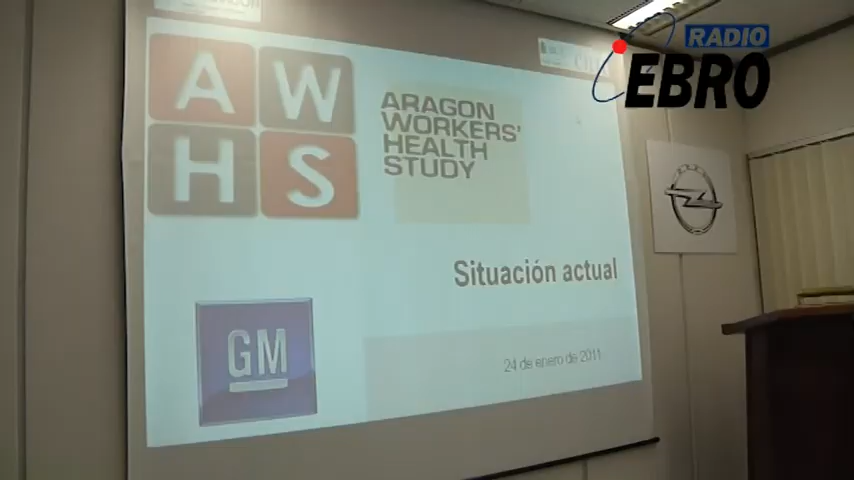 RADIO
EBRO
A W
H S
ARAGON
WORKERS'
HEALTH
STUDY
Situación actual
GM
24 de enero de 2011